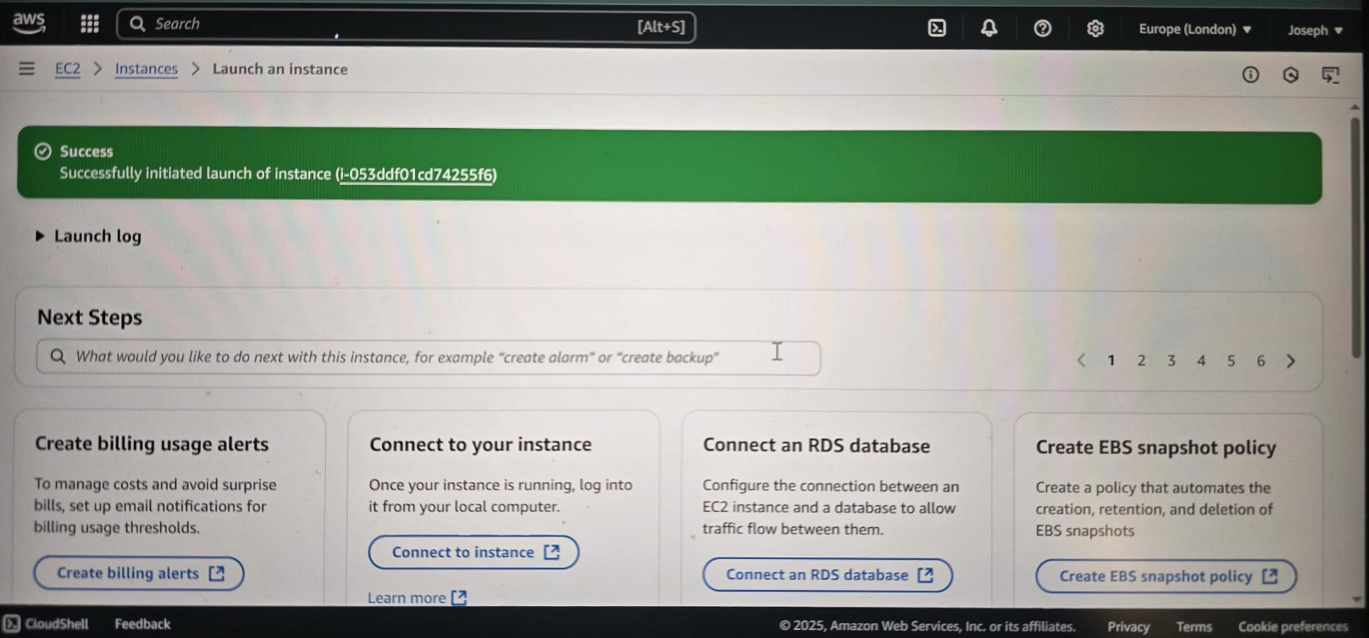 aws
Search [Alt+S] Europe (London) Joseph
EC2 > Instances > Launch an instance
Success
Successfully initiated launch of instance (i-053ddf01cd74255f6)
Launch log
Next Steps
What would you like to do next with this instance, for example "create alarm" or "create backup"
< 1 2 3 4 5 6 >
Create billing usage alerts
To manage costs and avoid surprise
bills, set up email notifications for
billing usage thresholds.
Create billing alerts
Connect to your instance
Once your instance is running, log into
it from your local computer.
Connect to instance
Learn more
Connect an RDS database
Configure the connection between an
EC2 instance and a database to allow
traffic flow between them.
Connect an RDS database
Create EBS snapshot policy
Create a policy that automates the
creation, retention, and deletion of
EBS snapshots
Create EBS snapshot policy
CloudShell Feedback © 2025, Amazon Web Services, Inc. or its affiliates. Privacy Terms Cookie preferences